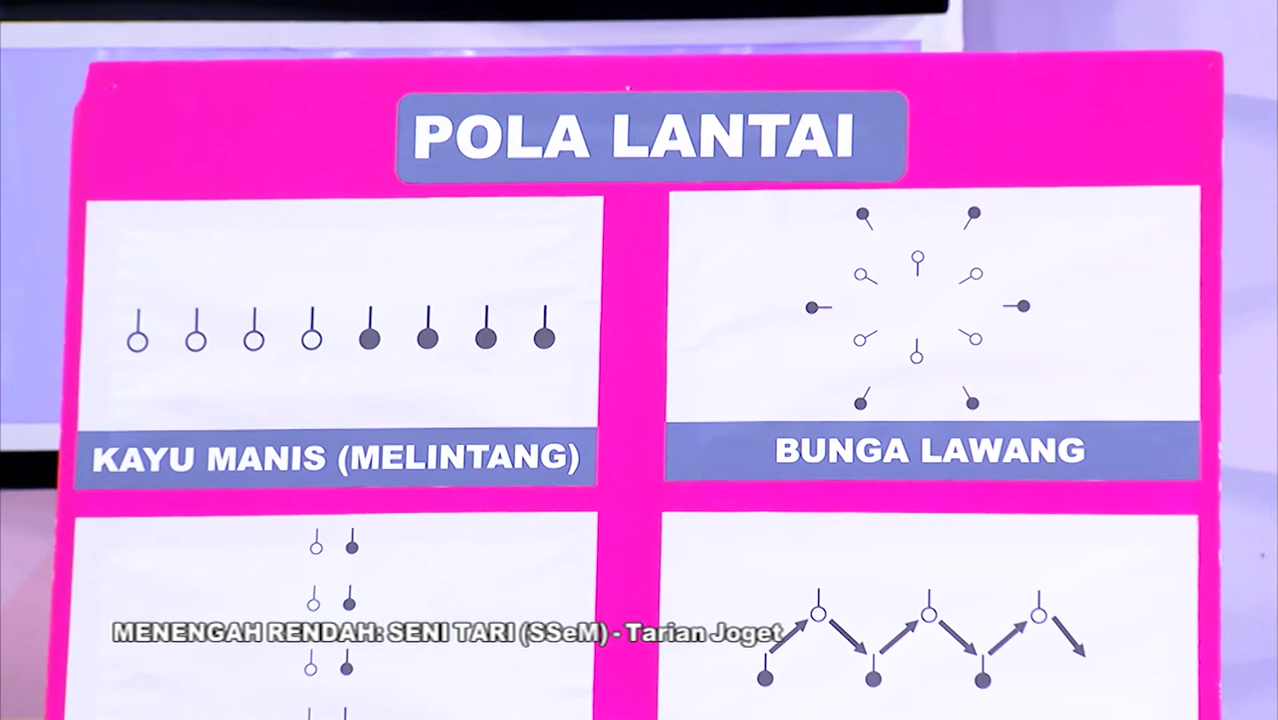 POLA LANTAI
KAYU MANIS (MELINTANG)
BUNGA LAWANG
MENENGAH RENDAH: SENI TARI (SSeM) - Tarian Joget